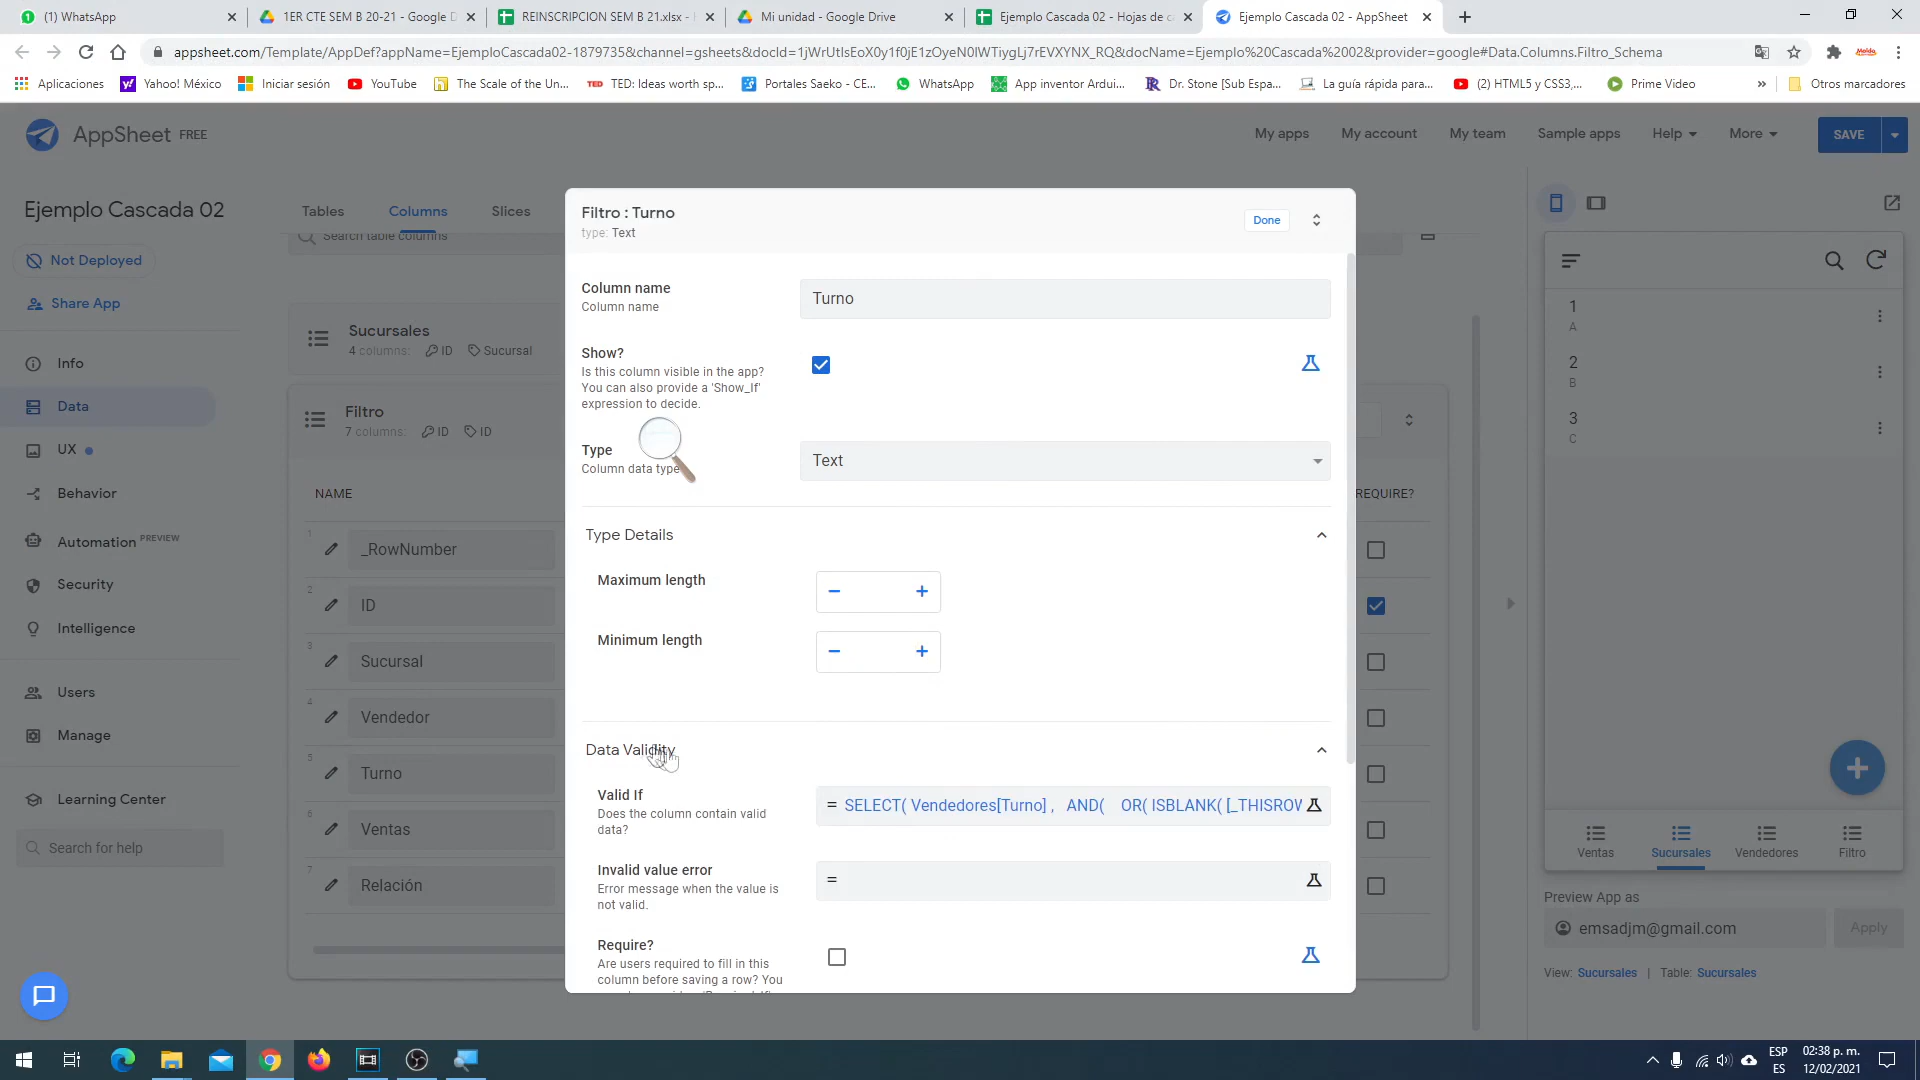 (1) WhatsApp
1ER CTE SEM B 20-21 - Google D
REINSCRIPCION SEM B 21.xlsx -
Mi unidad - Google Drive
Ejemplo Cascada 02 - Hojas de c
Ejemplo Cascada 02 - AppSheet
appsheet.com/Template/AppDef?appName=EjemploCascada02-1879735&channel=gsheets&docId=1jWrUtIsEoX0y1f0jE1zOyeN0lWTiygLj7rEVXYNX_RQ&docName=Ejemplo%20Cascada%2002&provider=google#Data.Columns.Filtro_Schema
Aplicaciones
Yahoo! México
Iniciar sesión
YouTube
The Scale of the Un...
TED: Ideas worth sp...
Portales Saeko - CE...
WhatsApp
App inventor Ardui...
Dr. Stone [Sub Espa...
La guía rápida para...
(2) HTML5 y CSS3,...
Prime Video
»
Otros marcadores
AppSheet FREE
My apps
My account
My team
Sample apps
Help
More
SAVE
Ejemplo Cascada 02
Not Deployed
Share App
Info
Data
UX
Behavior
Automation PREVIEW
Security
Intelligence
Users
Manage
Learning Center
Search for help
Tables
Columns
Slices
Search table columns
Sucursales
4 columns: ID Sucursal
Filtro
7 columns: ID ID
NAME
REQUIRE?
1 _RowNumber
2 ID
3 Sucursal
4 Vendedor
5 Turno
6 Ventas
7 Relación
Filtro : Turno
type: Text
Done
Column name
Column name
Turno
Show?
Is this column visible in the app?
You can also provide a 'Show_If'
expression to decide.
Type
Column data type
Text
Type Details
Maximum length
− +
Minimum length
− +
Data Validity
Valid If
Does the column contain valid
data?
= SELECT( Vendedores[Turno] , AND( OR( ISBLANK( [_THISROW
Invalid value error
Error message when the value is
not valid.
=
Require?
Are users required to fill in this
column before saving a row? You
1
A
2
B
3
C
Ventas
Sucursales
Vendedores
Filtro
Preview App as
emsadjm@gmail.com
Apply
View: Sucursales | Table: Sucursales
ESP
ES
02:38 p. m.
12/02/2021